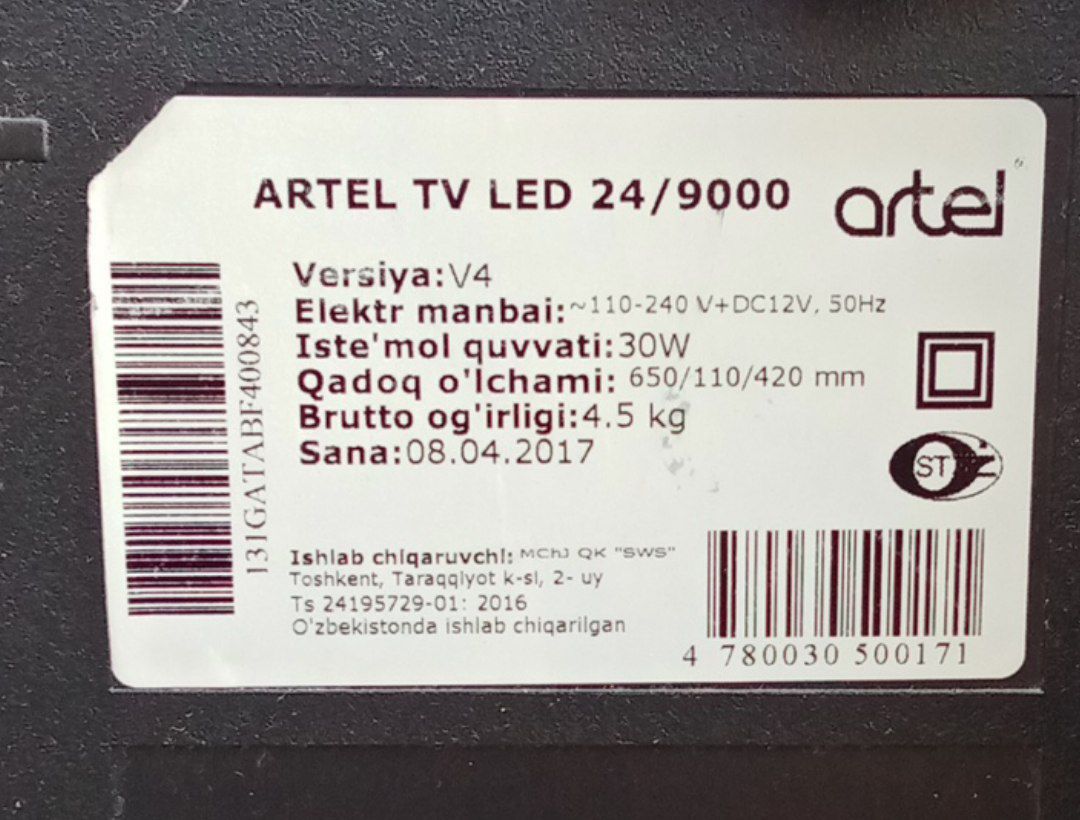 ARTEL TV LED 24/9000
artel
Versiya:V4
Elektr manbai:~110-240 V+DC12V, 50Hz
Iste'mol quvvati:30W
Qadoq o'lchami: 650/110/420 mm
Brutto og'irligi:4.5 kg
Sana:08.04.2017
131GATABF400843
ST
Ishlab chiqaruvchi: MChJ QK "SWS"
Toshkent, Taraqqiyot k-si, 2- uy
Ts 24195729-01: 2016
O'zbekistonda ishlab chiqarilgan
4 780030 500171